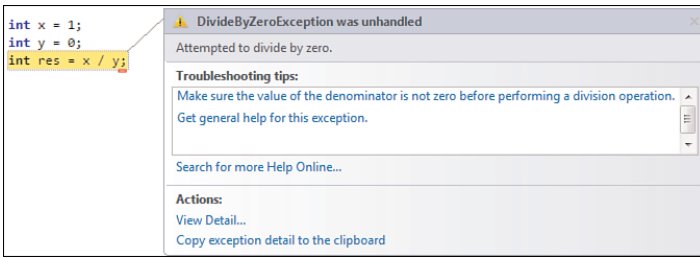 int x = 1;
int y = 0;
int res = x / y;
DivideByZeroException was unhandled
Attempted to divide by zero.
Troubleshooting tips:
Make sure the value of the denominator is not zero before performing a division operation.
Get general help for this exception.
Search for more Help Online...
Actions:
View Detail...
Copy exception detail to the clipboard